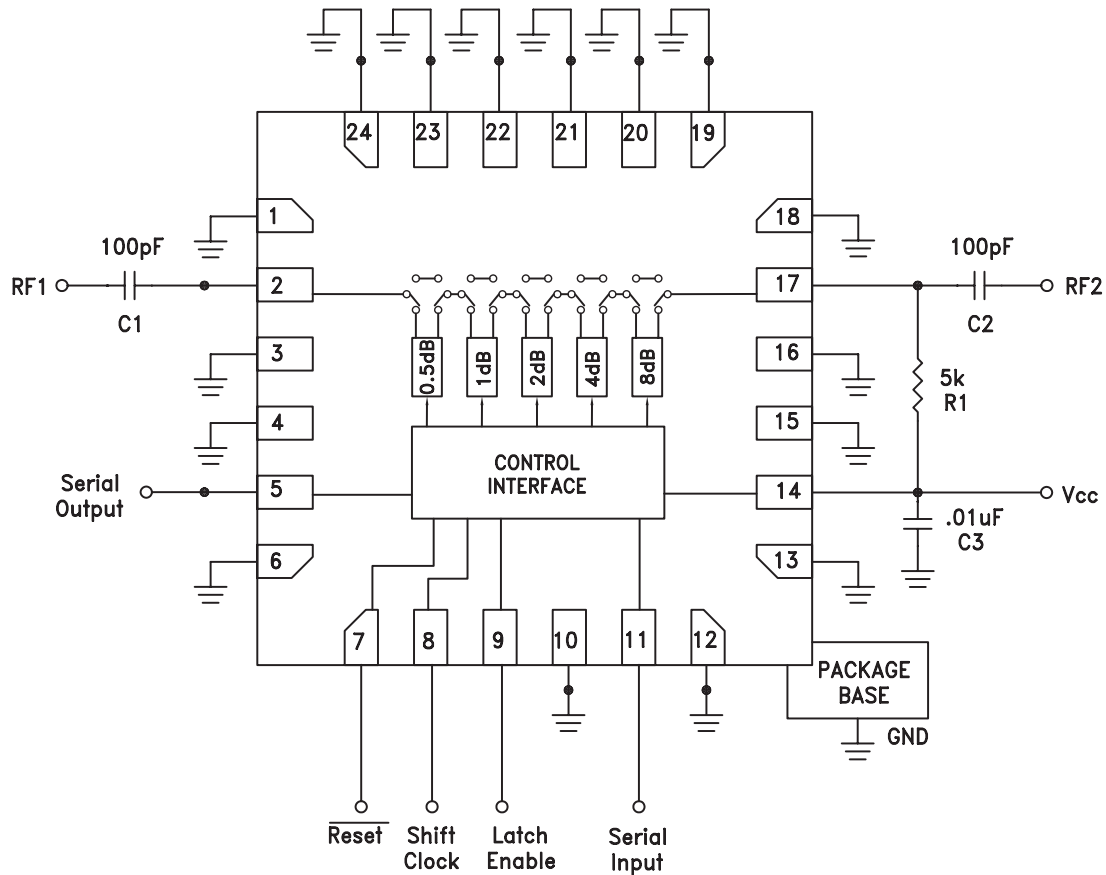 24 23 22 21 20 19
1 18
100pF 100pF
RF1 2 17 RF2
C1 C2
3 16
0.5dB 1dB 2dB 4dB 8dB
5k
R1
4 15
CONTROL
INTERFACE
Serial
Output
5 14 Vcc
.01uF
C3
6 13
7 8 9 10 11 12
PACKAGE
BASE
GND
Reset
Shift
Clock
Latch
Enable
Serial
Input